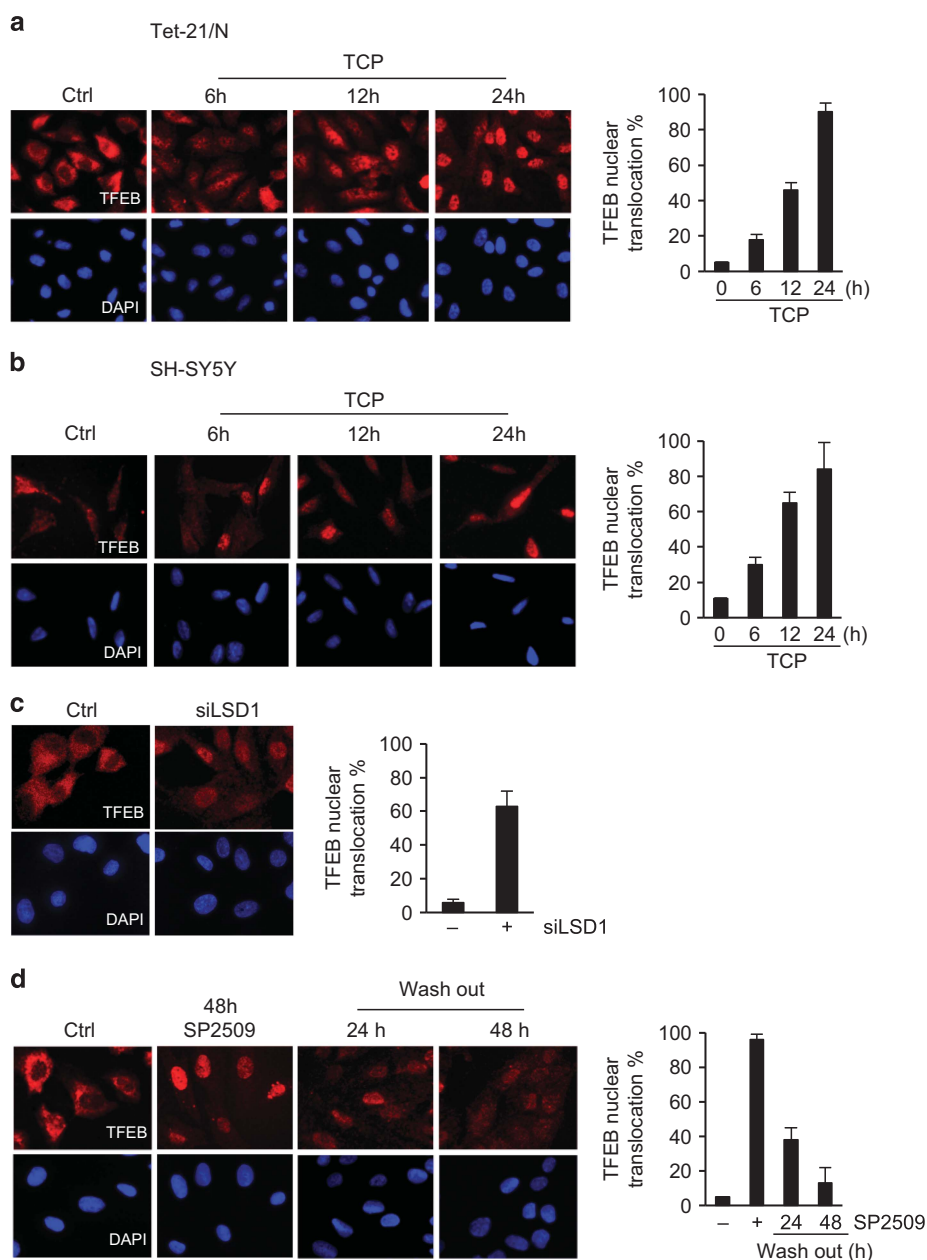 a
Tet-21/N
TCP
Ctrl 6h 12h 24h
TFEB
DAPI
TFEB nuclear
translocation %
100
80
60
40
20
0
0 6 12 24 (h)
TCP
b
SH-SY5Y
TCP
Ctrl 6h 12h 24h
TFEB
DAPI
TFEB nuclear
translocation %
100
80
60
40
20
0
0 6 12 24 (h)
TCP
c
Ctrl siLSD1
TFEB
DAPI
TFEB nuclear
translocation %
100
80
60
40
20
0
– + siLSD1
d
Wash out
48h
Ctrl SP2509 24 h 48 h
TFEB
DAPI
TFEB nuclear
translocation %
100
80
60
40
20
0
– + 24 48 SP2509
Wash out (h)